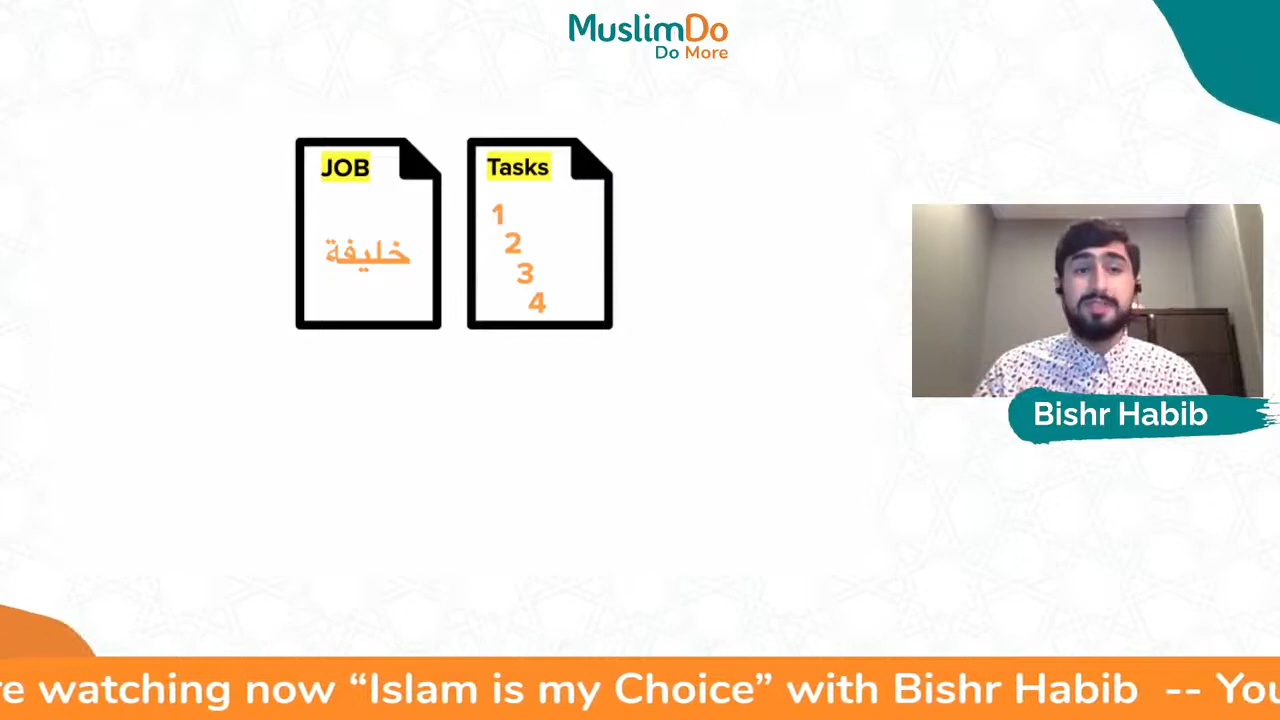 MuslimDo
Do More
JOB
خليفة
Tasks
1
2
3
4
Bishr Habib
re watching now “Islam is my Choice” with Bishr Habib -- You